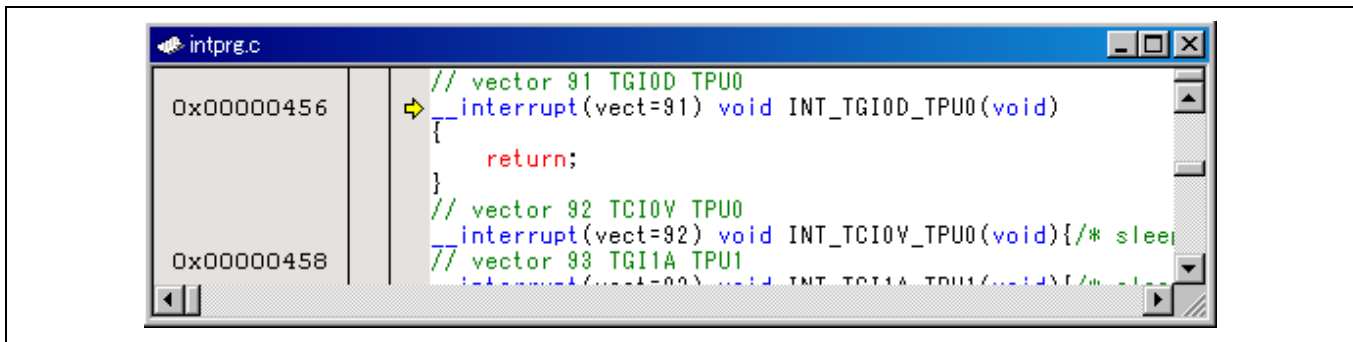 intprg.c
// vector 91 TGI0D TPU0
0x00000456 __interrupt(vect=91) void INT_TGI0D_TPU0(void)
{
return;
}
// vector 92 TCI0V TPU0
__interrupt(vect=92) void INT_TCI0V_TPU0(void){/* slee
0x00000458 // vector 93 TGI1A TPU1